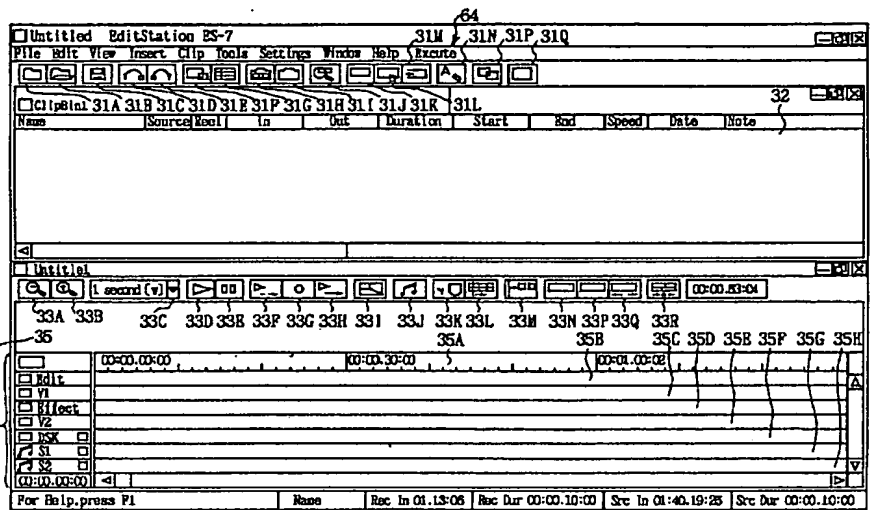 64
Untitled EditStation ES-7
31M 31N 31P 31Q
File Edit View Insert Clip Tools Settings Window Help Excute
ClipBin1 31A 31B 31C 31D 31E 31F 31G 31H 31I 31J 31K 31L
32
Name Source Reel In Out Duration Start End Speed Date Note
Untitle1
1 second (v) 00:00.53:04
33A 33B 33C 33D 33E 33F 33G 33H 33I 33J 33K 33L 33M 33N 33P 33Q 33R
35 35A 35B 35C 35D 35E 35F 35G 35H
00:00.00:00 00:00.30:00 00:01.00:02
Edit
V1
Effect
V2
DSK
S1
S2
00:00.00:00
For Help.press F1 Name Rec In 01.13:06 Rec Dur 00:00.10:00 Src In 01:40.19:25 Src Dur 00:00.10:00